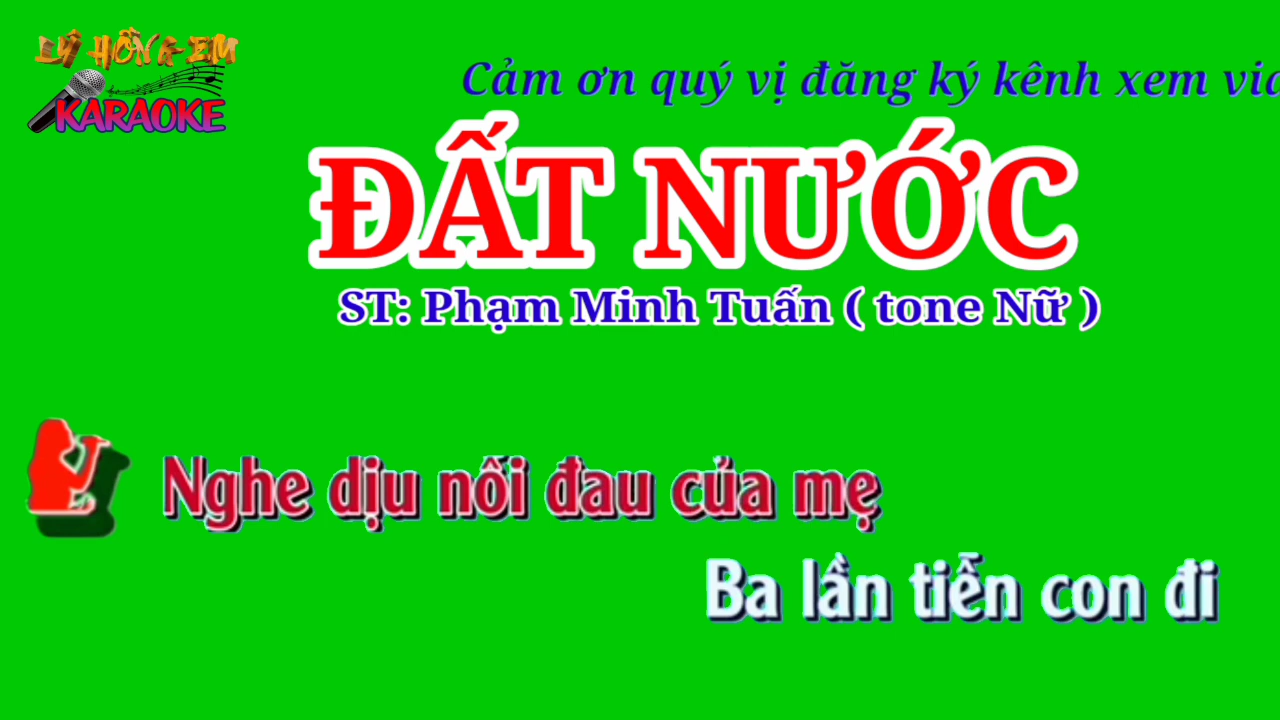 LÝ HỒNG EM
KARAOKE
Cảm ơn quý vị đăng ký kênh xem
ĐẤT NƯỚC
ST: Phạm Minh Tuấn ( tone Nữ )
Nghe dịu nỗi đau của mẹ
Ba lần tiễn con đi